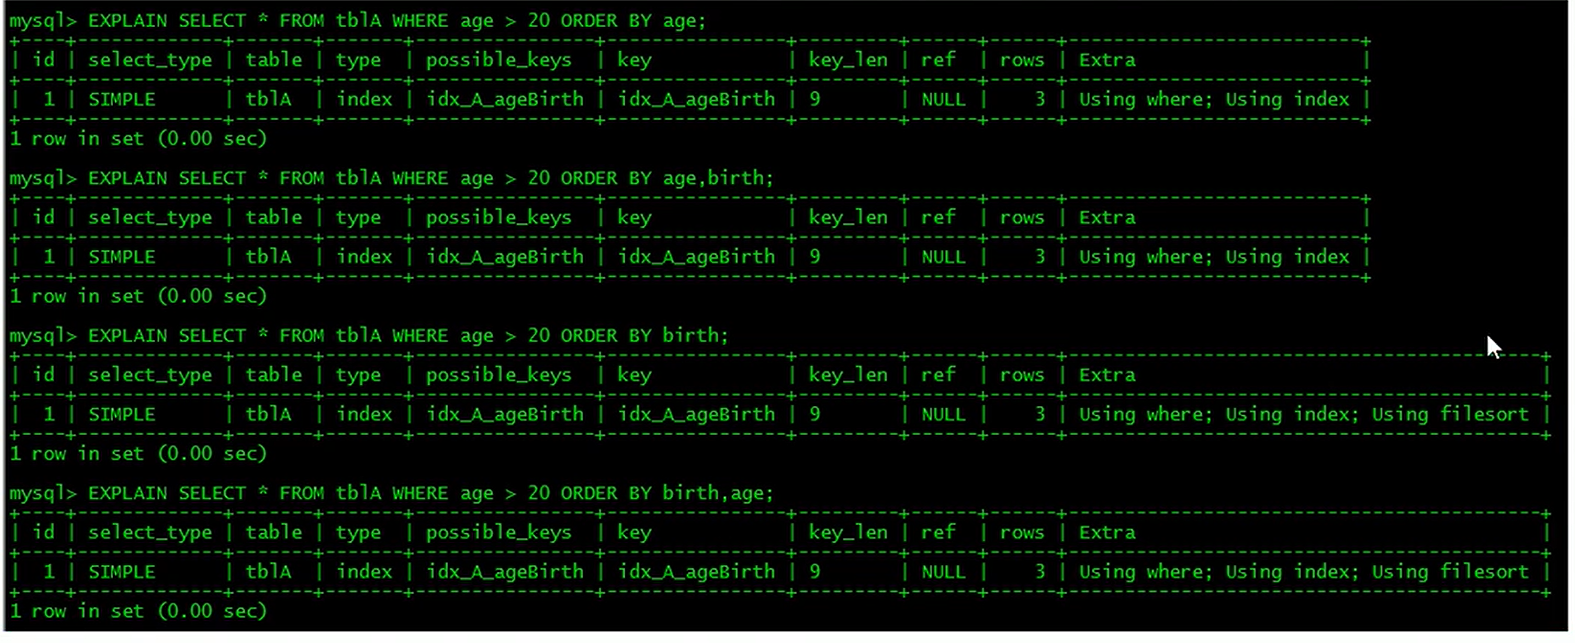 mysql> EXPLAIN SELECT * FROM tblA WHERE age > 20 ORDER BY age;
+----+-------------+-------+-------+----------------+----------------+---------+------+------+--------------------------+
| id | select_type | table | type  | possible_keys  | key            | key_len | ref  | rows | Extra                    |
+----+-------------+-------+-------+----------------+----------------+---------+------+------+--------------------------+
|  1 | SIMPLE      | tblA  | index | idx_A_ageBirth | idx_A_ageBirth | 9       | NULL |    3 | Using where; Using index |
+----+-------------+-------+-------+----------------+----------------+---------+------+------+--------------------------+
1 row in set (0.00 sec)
mysql> EXPLAIN SELECT * FROM tblA WHERE age > 20 ORDER BY age,birth;
+----+-------------+-------+-------+----------------+----------------+---------+------+------+--------------------------+
| id | select_type | table | type  | possible_keys  | key            | key_len | ref  | rows | Extra                    |
+----+-------------+-------+-------+----------------+----------------+---------+------+------+--------------------------+
|  1 | SIMPLE      | tblA  | index | idx_A_ageBirth | idx_A_ageBirth | 9       | NULL |    3 | Using where; Using index |
+----+-------------+-------+-------+----------------+----------------+---------+------+------+--------------------------+
1 row in set (0.00 sec)
mysql> EXPLAIN SELECT * FROM tblA WHERE age > 20 ORDER BY birth;
+----+-------------+-------+-------+----------------+----------------+---------+------+------+------------------------------------------+
| id | select_type | table | type  | possible_keys  | key            | key_len | ref  | rows | Extra                                    |
+----+-------------+-------+-------+----------------+----------------+---------+------+------+------------------------------------------+
|  1 | SIMPLE      | tblA  | index | idx_A_ageBirth | idx_A_ageBirth | 9       | NULL |    3 | Using where; Using index; Using filesort |
+----+-------------+-------+-------+----------------+----------------+---------+------+------+------------------------------------------+
1 row in set (0.00 sec)
mysql> EXPLAIN SELECT * FROM tblA WHERE age > 20 ORDER BY birth,age;
+----+-------------+-------+-------+----------------+----------------+---------+------+------+------------------------------------------+
| id | select_type | table | type  | possible_keys  | key            | key_len | ref  | rows | Extra                                    |
+----+-------------+-------+-------+----------------+----------------+---------+------+------+------------------------------------------+
|  1 | SIMPLE      | tblA  | index | idx_A_ageBirth | idx_A_ageBirth | 9       | NULL |    3 | Using where; Using index; Using filesort |
+----+-------------+-------+-------+----------------+----------------+---------+------+------+------------------------------------------+
1 row in set (0.00 sec)